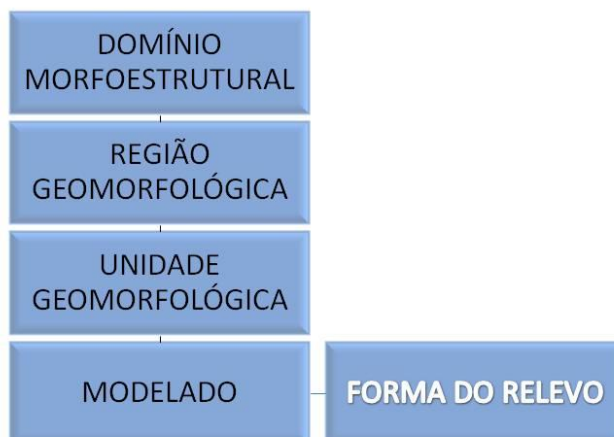 DOMÍNIO
MORFOESTRUTURAL
REGIÃO
GEOMORFOLÓGICA
UNIDADE
GEOMORFOLÓGICA
MODELADO
FORMA DO RELEVO